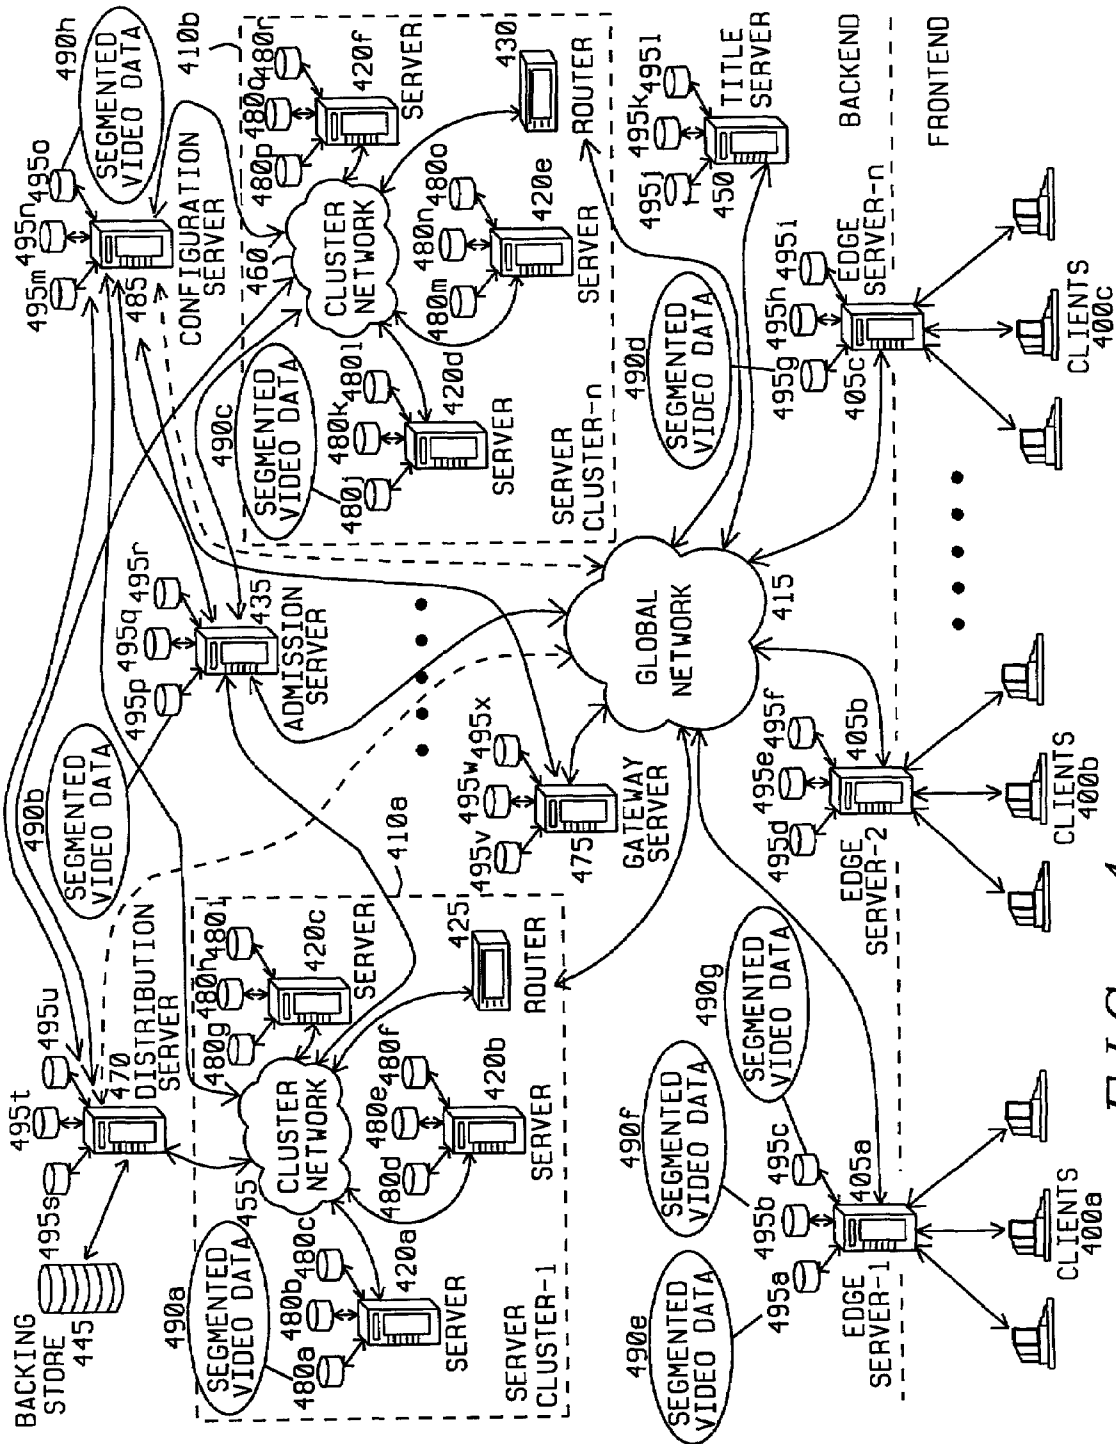 BACKING
STORE
445
495s
495t
495u
470
DISTRIBUTION
SERVER
490b
SEGMENTED
VIDEO DATA
495p
495q
495r
435
ADMISSION
SERVER
495m
495n
495o
485
CONFIGURATION
SERVER
490h
SEGMENTED
VIDEO DATA
410b
490a
SEGMENTED
VIDEO DATA
480a
480b
480c
420a
SERVER
455
CLUSTER
NETWORK
480g
480h
480i
420c
SERVER
480d
480e
480f
420b
SERVER
425
ROUTER
SERVER
CLUSTER-1
410a
495v
495w
495x
475
GATEWAY
SERVER
490c
SEGMENTED
VIDEO DATA
480j
480k
480l
420d
SERVER
460
CLUSTER
NETWORK
480p
480q
480r
420f
SERVER
480m
480n
480o
420e
SERVER
430
ROUTER
SERVER
CLUSTER-n
GLOBAL
NETWORK
415
495j
495k
495l
450
TITLE
SERVER
490e
SEGMENTED
VIDEO DATA
490f
SEGMENTED
VIDEO DATA
490g
SEGMENTED
VIDEO DATA
495a
495b
495c
405a
EDGE
SERVER-1
495d
495e
495f
405b
EDGE
SERVER-2
490d
SEGMENTED
VIDEO DATA
495g
495h
495i
405c
EDGE
SERVER-n
BACKEND
FRONTEND
CLIENTS
400a
CLIENTS
400b
CLIENTS
400c
FIG. 4